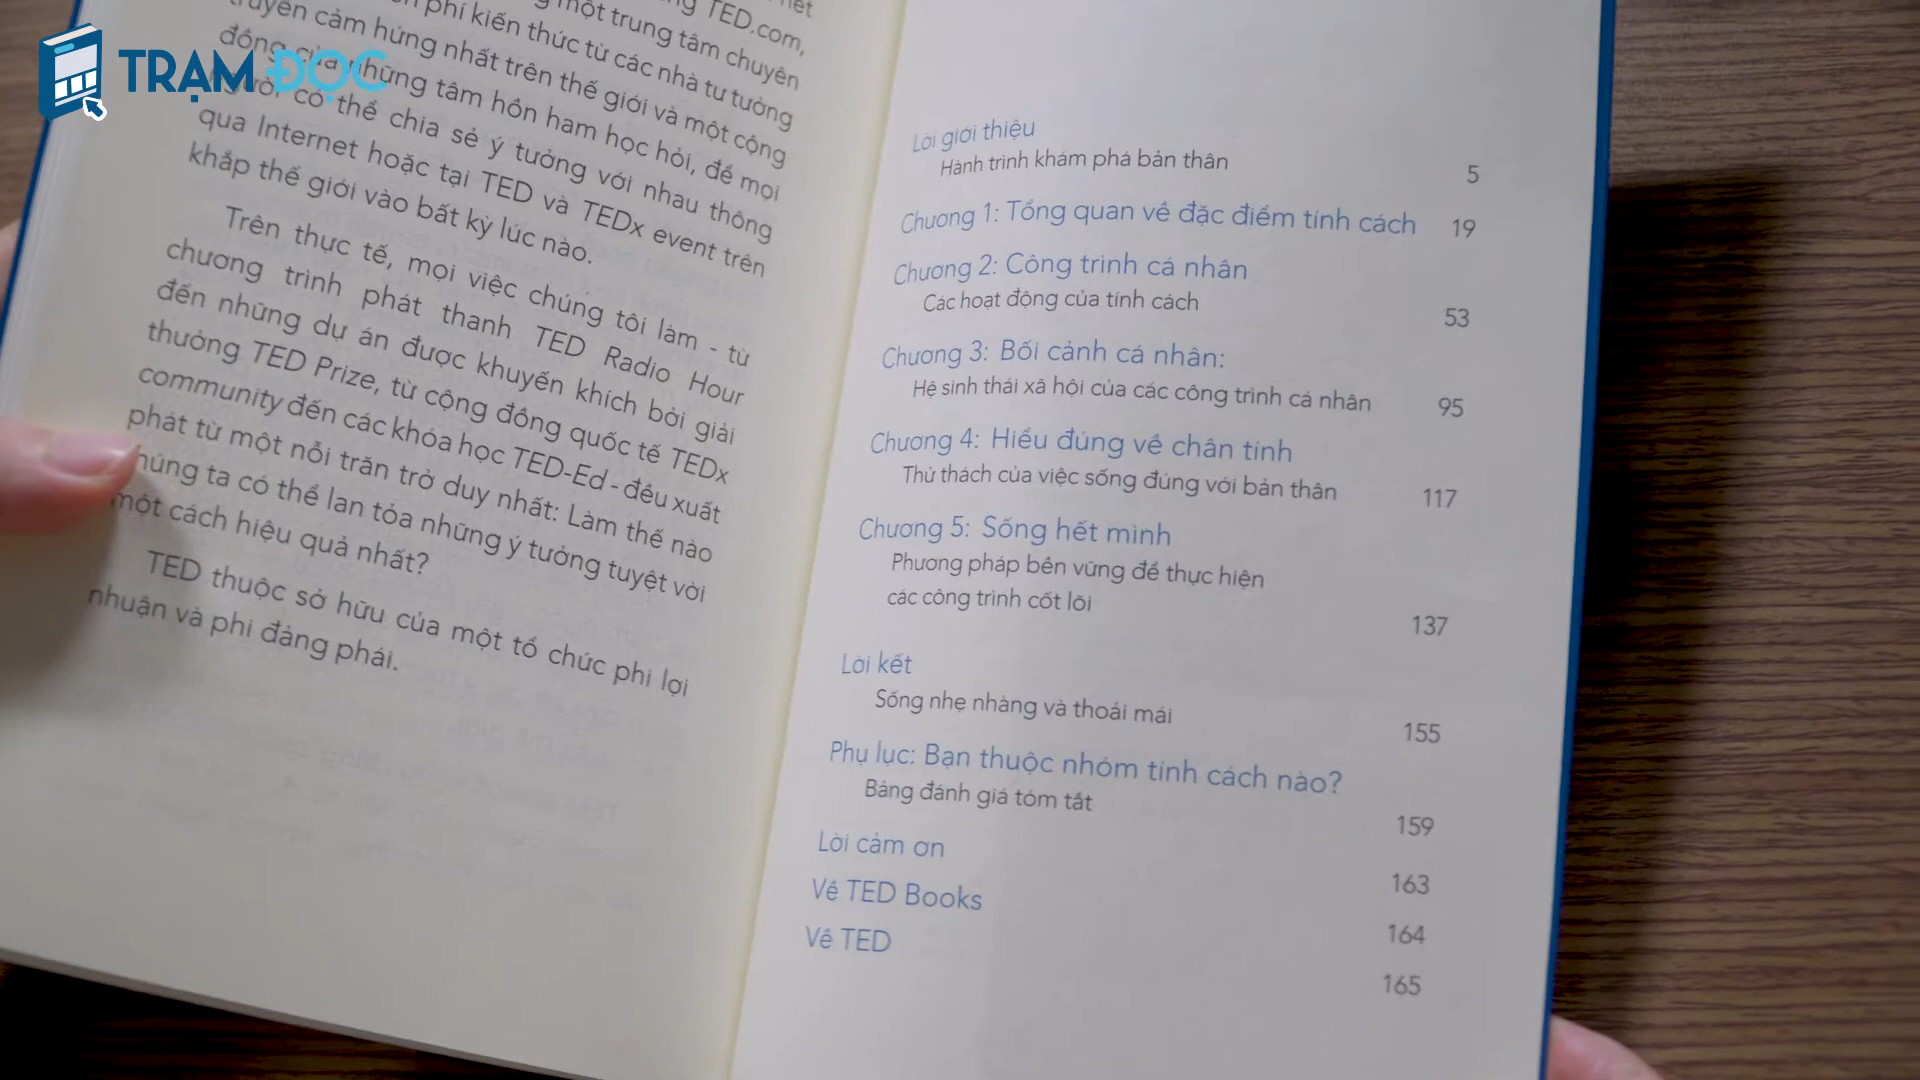 TRẠM ĐỌC
TED.com,
một trung tâm chuyên
phí kiến thức từ các nhà tư tưởng
truyền cảm hứng nhất trên thế giới và một cộng
đồng của những tâm hồn ham học hỏi, để mọi
người có thể chia sẻ ý tưởng với nhau thông
qua Internet hoặc tại TED và TEDx event trên
khắp thế giới vào bất kỳ lúc nào.
Trên thực tế, mọi việc chúng tôi làm - từ
chương trình phát thanh TED Radio Hour
đến những dự án được khuyến khích bởi giải
thưởng TED Prize, từ cộng đồng quốc tế TEDx
community đến các khóa học TED-Ed - đều xuất
phát từ một nỗi trăn trở duy nhất: Làm thế nào
húng ta có thể lan tỏa những ý tưởng tuyệt vời
một cách hiệu quả nhất?
TED thuộc sở hữu của một tổ chức phi lợi
nhuận và phi đảng phái.
Lời giới thiệu
Hành trình khám phá bản thân 5
Chương 1: Tổng quan về đặc điểm tính cách 19
Chương 2: Công trình cá nhân
Các hoạt động của tính cách 53
Chương 3: Bối cảnh cá nhân:
Hệ sinh thái xã hội của các công trình cá nhân 95
Chương 4: Hiểu đúng về chân tính
Thử thách của việc sống đúng với bản thân 117
Chương 5: Sống hết mình
Phương pháp bền vững để thực hiện
các công trình cốt lõi 137
Lời kết
Sống nhẹ nhàng và thoải mái 155
Phụ lục: Bạn thuộc nhóm tính cách nào?
Bảng đánh giá tóm tắt 159
Lời cảm ơn 163
Về TED Books 164
Về TED 165